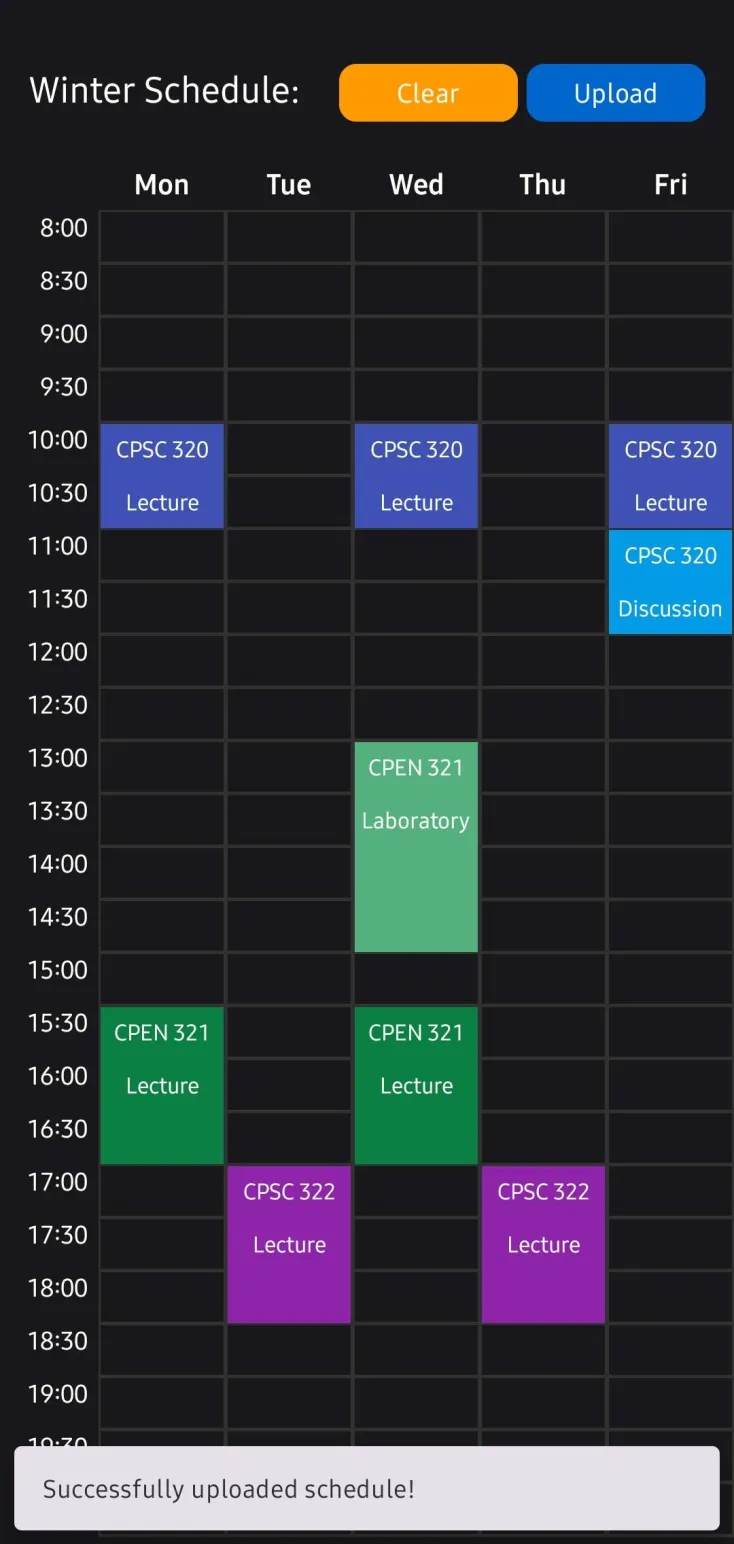 Winter Schedule: Clear Upload
Mon Tue Wed Thu Fri
8:00
8:30
9:00
9:30
10:00 CPSC 320 CPSC 320 CPSC 320
10:30 Lecture Lecture Lecture
11:00 CPSC 320
11:30 Discussion
12:00
12:30
13:00 CPEN 321
13:30 Laboratory
14:00
14:30
15:00
15:30 CPEN 321 CPEN 321
16:00 Lecture Lecture
16:30
17:00 CPSC 322 CPSC 322
17:30 Lecture Lecture
18:00
18:30
19:00
19:30
Successfully uploaded schedule!